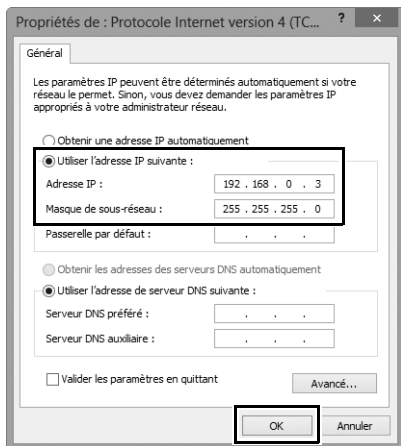 Propriétés de : Protocole Internet version 4 (TC... ? ×
Général
Les paramètres IP peuvent être déterminés automatiquement si votre
réseau le permet. Sinon, vous devez demander les paramètres IP
appropriés à votre administrateur réseau.
Obtenir une adresse IP automatiquement
Utiliser l'adresse IP suivante :
Adresse IP : 192 . 168 . 0 . 3
Masque de sous-réseau : 255 . 255 . 255 . 0
Passerelle par défaut : . . .
Obtenir les adresses des serveurs DNS automatiquement
Utiliser l'adresse de serveur DNS suivante :
Serveur DNS préféré : . . .
Serveur DNS auxiliaire : . . .
Valider les paramètres en quittant
Avancé...
OK Annuler